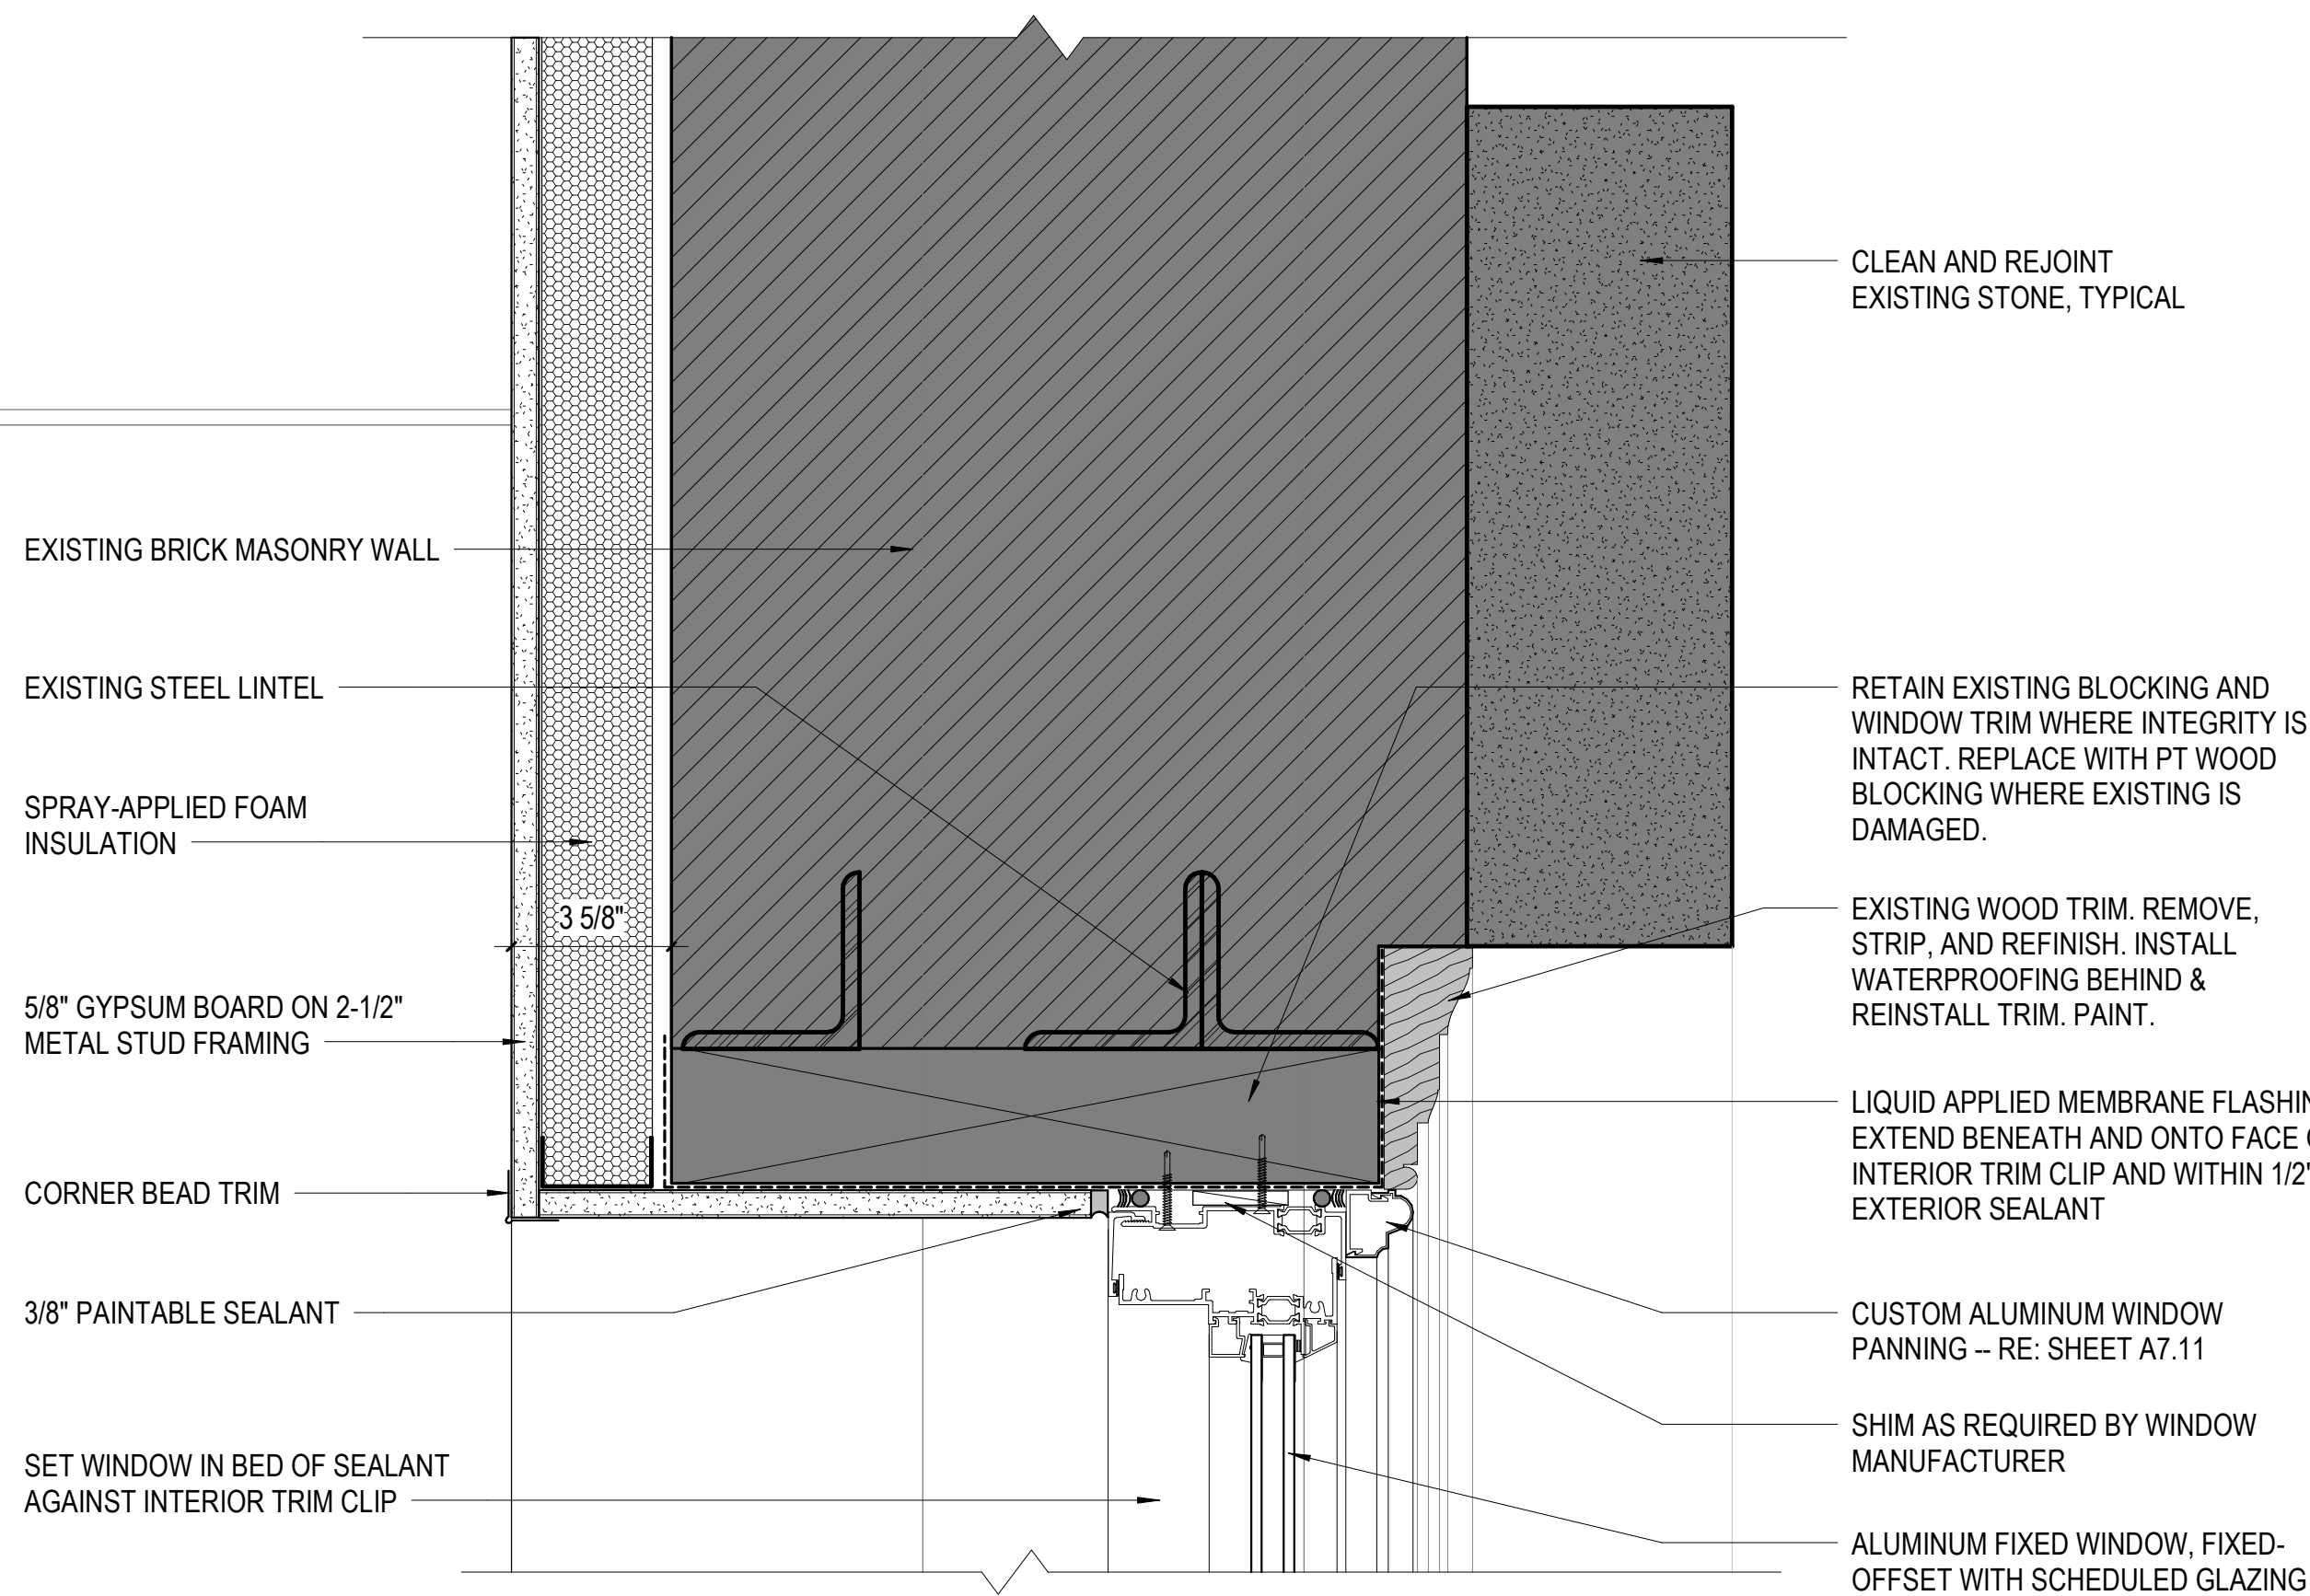 EXISTING BRICK MASONRY WALL
EXISTING STEEL LINTEL
SPRAY-APPLIED FOAM
INSULATION
3 5/8"
5/8" GYPSUM BOARD ON 2-1/2"
METAL STUD FRAMING
CORNER BEAD TRIM
3/8" PAINTABLE SEALANT
SET WINDOW IN BED OF SEALANT
AGAINST INTERIOR TRIM CLIP
CLEAN AND REJOINT
EXISTING STONE, TYPICAL
RETAIN EXISTING BLOCKING AND
WINDOW TRIM WHERE INTEGRITY IS
INTACT. REPLACE WITH PT WOOD
BLOCKING WHERE EXISTING IS
DAMAGED.
EXISTING WOOD TRIM. REMOVE,
STRIP, AND REFINISH. INSTALL
WATERPROOFING BEHIND &
REINSTALL TRIM. PAINT.
LIQUID APPLIED MEMBRANE
EXTEND BENEATH AND ONTO FACE
INTERIOR TRIM CLIP AND WITHIN 1/2"
EXTERIOR SEALANT
CUSTOM ALUMINUM WINDOW
PANNING -- RE: SHEET A7.11
SHIM AS REQUIRED BY WINDOW
MANUFACTURER
ALUMINUM FIXED WINDOW, FIXED-
OFFSET WITH SCHEDULED GLAZING